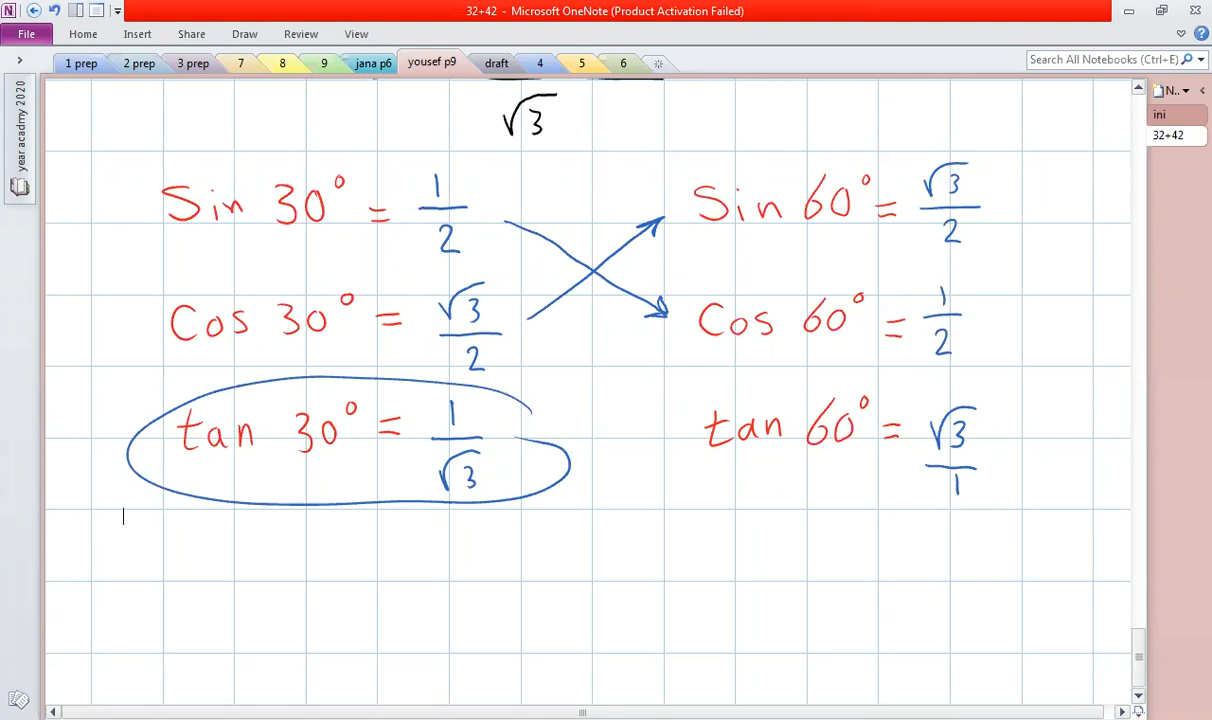 32+42 - Microsoft OneNote (Product Activation Failed)
File Home Insert Share Draw Review View
1 prep 2 prep 3 prep 7 8 9 jana p6 yousef p9 draft 4 5 6
Search All Notebooks (Ctrl+E)
N..
ini
32+42
year acadmy 2020
√3
Sin 30° = 1/2
Sin 60° = √3/2
Cos 30° = √3/2
Cos 60° = 1/2
tan 30° = 1/√3
tan 60° = √3/1